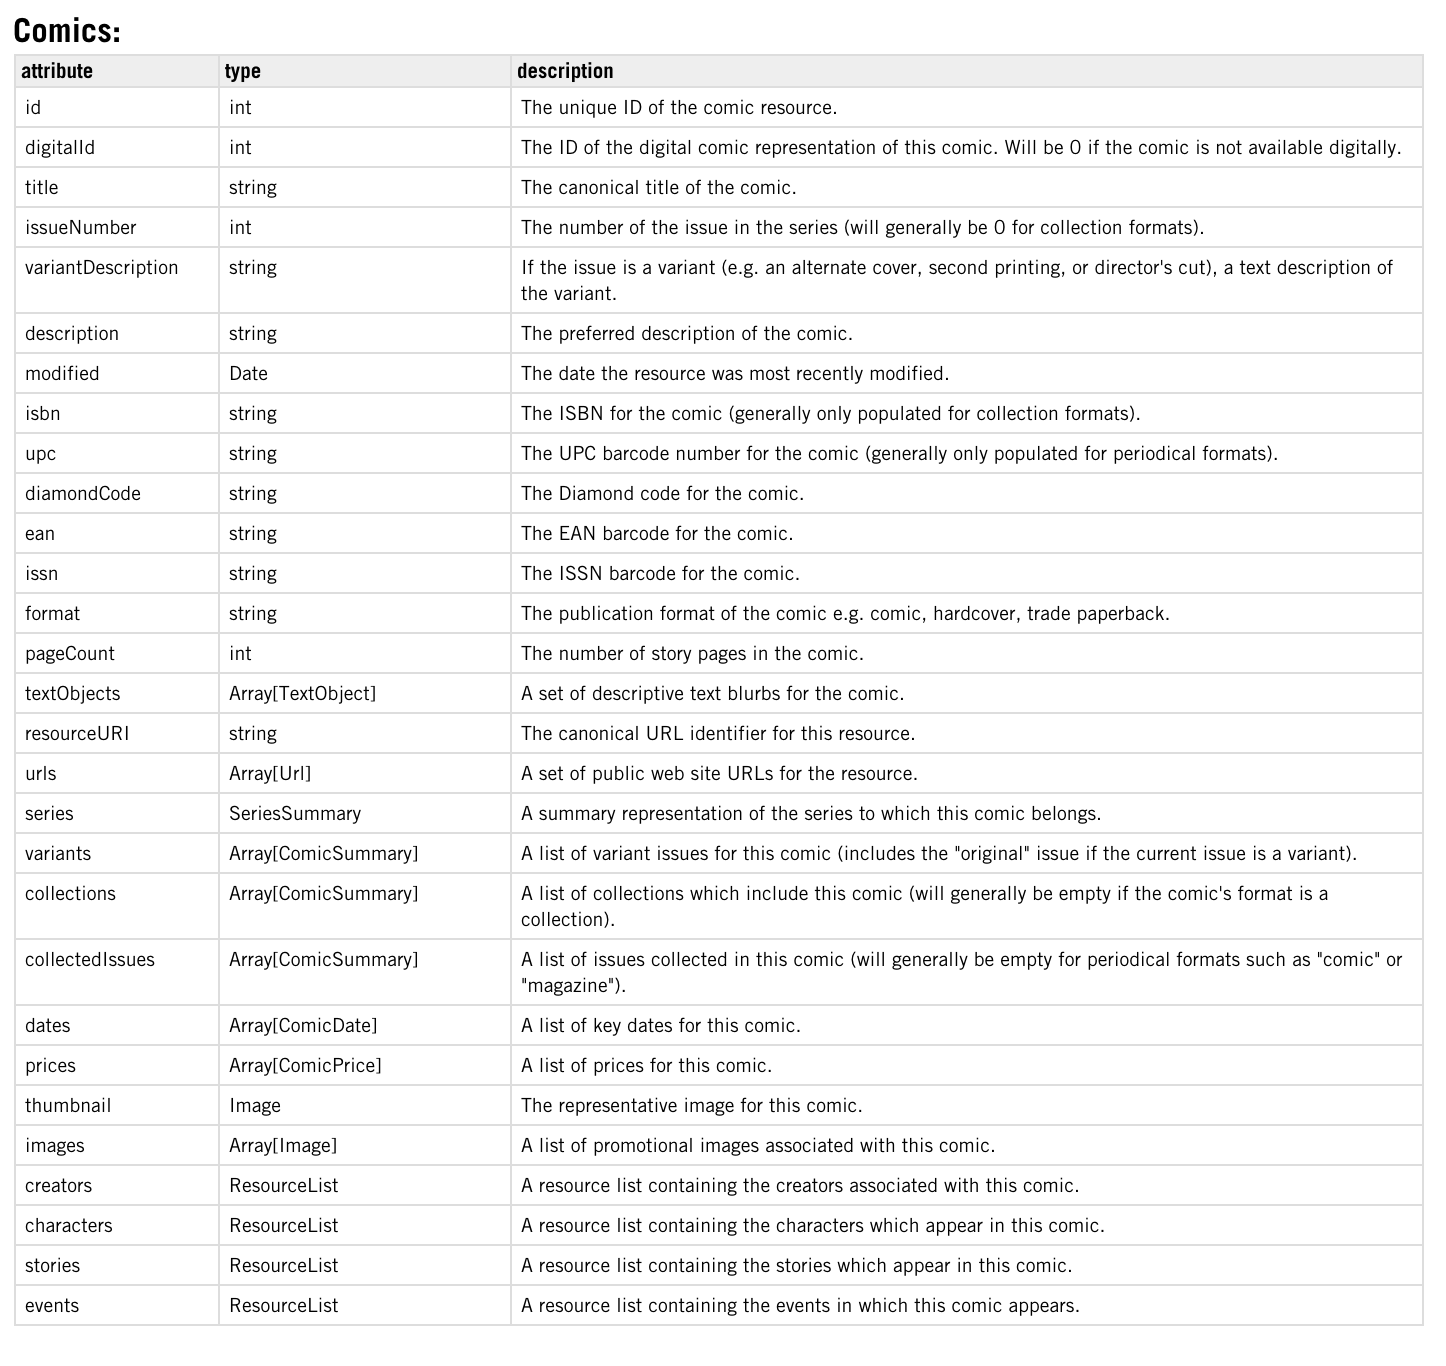 Comics:
attribute type description
id int The unique ID of the comic resource.
digitalId int The ID of the digital comic representation of this comic. Will be 0 if the comic is not available digitally.
title string The canonical title of the comic.
issueNumber int The number of the issue in the series (will generally be 0 for collection formats).
variantDescription string If the issue is a variant (e.g. an alternate cover, second printing, or director's cut), a text description of
the variant.
description string The preferred description of the comic.
modified Date The date the resource was most recently modified.
isbn string The ISBN for the comic (generally only populated for collection formats).
upc string The UPC barcode number for the comic (generally only populated for periodical formats).
diamondCode string The Diamond code for the comic.
ean string The EAN barcode for the comic.
issn string The ISSN barcode for the comic.
format string The publication format of the comic e.g. comic, hardcover, trade paperback.
pageCount int The number of story pages in the comic.
textObjects Array[TextObject] A set of descriptive text blurbs for the comic.
resourceURI string The canonical URL identifier for this resource.
urls Array[Url] A set of public web site URLs for the resource.
series SeriesSummary A summary representation of the series to which this comic belongs.
variants Array[ComicSummary] A list of variant issues for this comic (includes the "original" issue if the current issue is a variant).
collections Array[ComicSummary] A list of collections which include this comic (will generally be empty if the comic's format is a
collection).
collectedIssues Array[ComicSummary] A list of issues collected in this comic (will generally be empty for periodical formats such as "comic" or
"magazine").
dates Array[ComicDate] A list of key dates for this comic.
prices Array[ComicPrice] A list of prices for this comic.
thumbnail Image The representative image for this comic.
images Array[Image] A list of promotional images associated with this comic.
creators ResourceList A resource list containing the creators associated with this comic.
characters ResourceList A resource list containing the characters which appear in this comic.
stories ResourceList A resource list containing the stories which appear in this comic.
events ResourceList A resource list containing the events in which this comic appears.